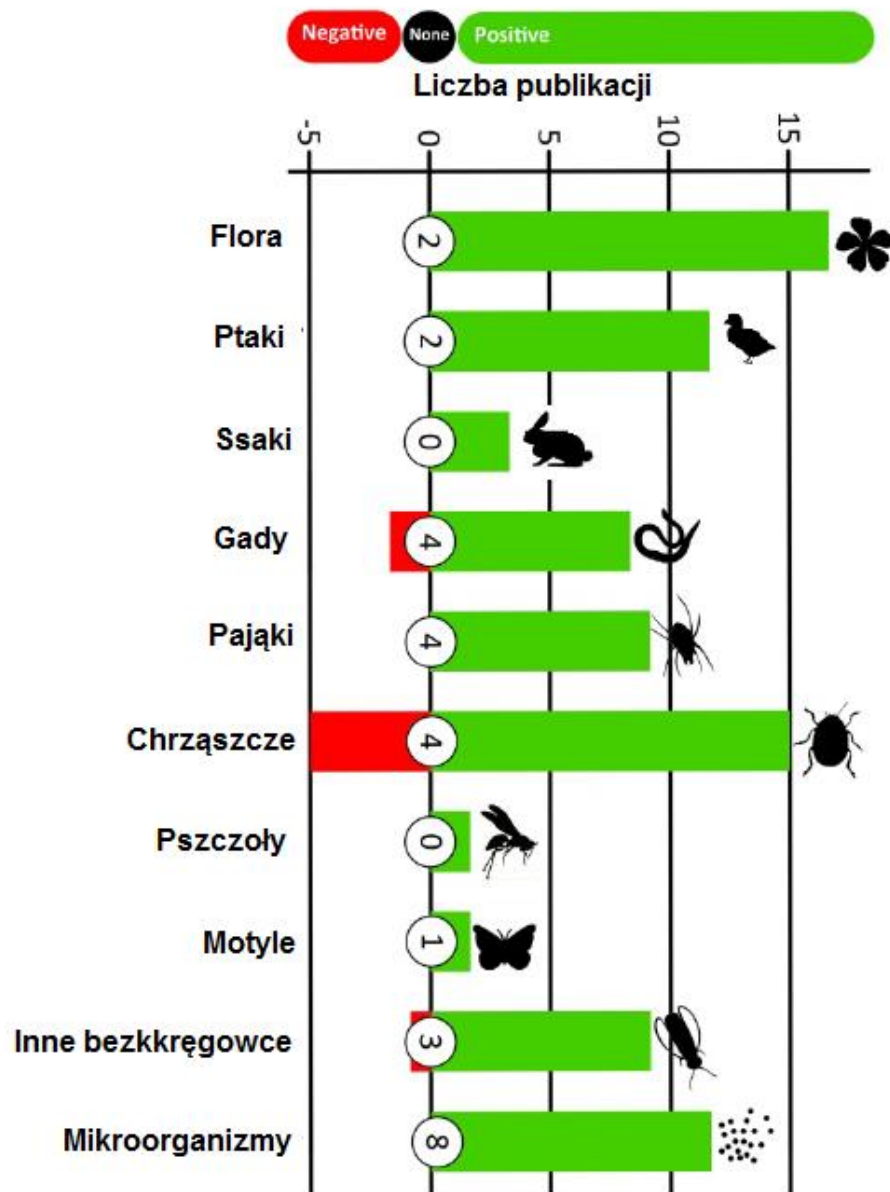 Negative None Positive
Liczba publikacji
-5 0 5 10 15
Flora 2
Ptaki 2
Ssaki 0
Gady 4
Pająki 4
Chrząszcze 4
Pszczoły 0
Motyle 1
Inne bezkkręgowce 3
Mikroorganizmy 8